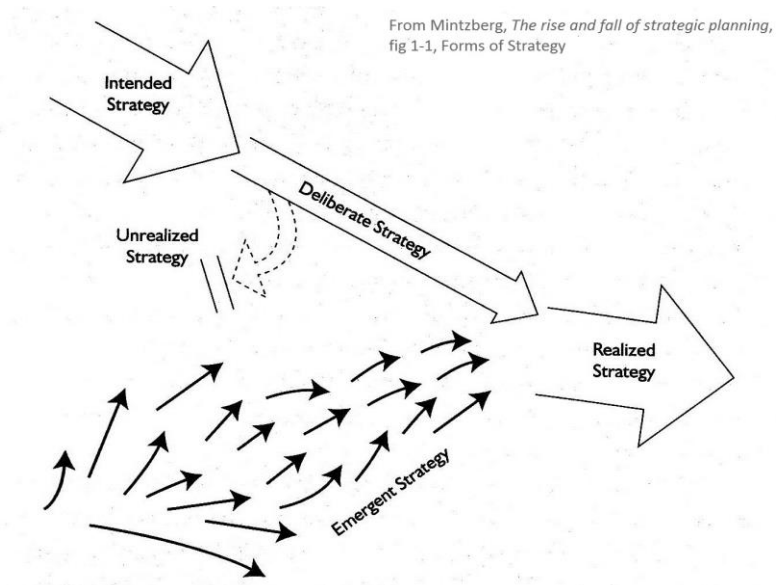 From Mintzberg, The rise and fall of strategic planning,
fig 1-1, Forms of Strategy
Intended
Strategy
Deliberate Strategy
Unrealized
Strategy
Realized
Strategy
Emergent Strategy